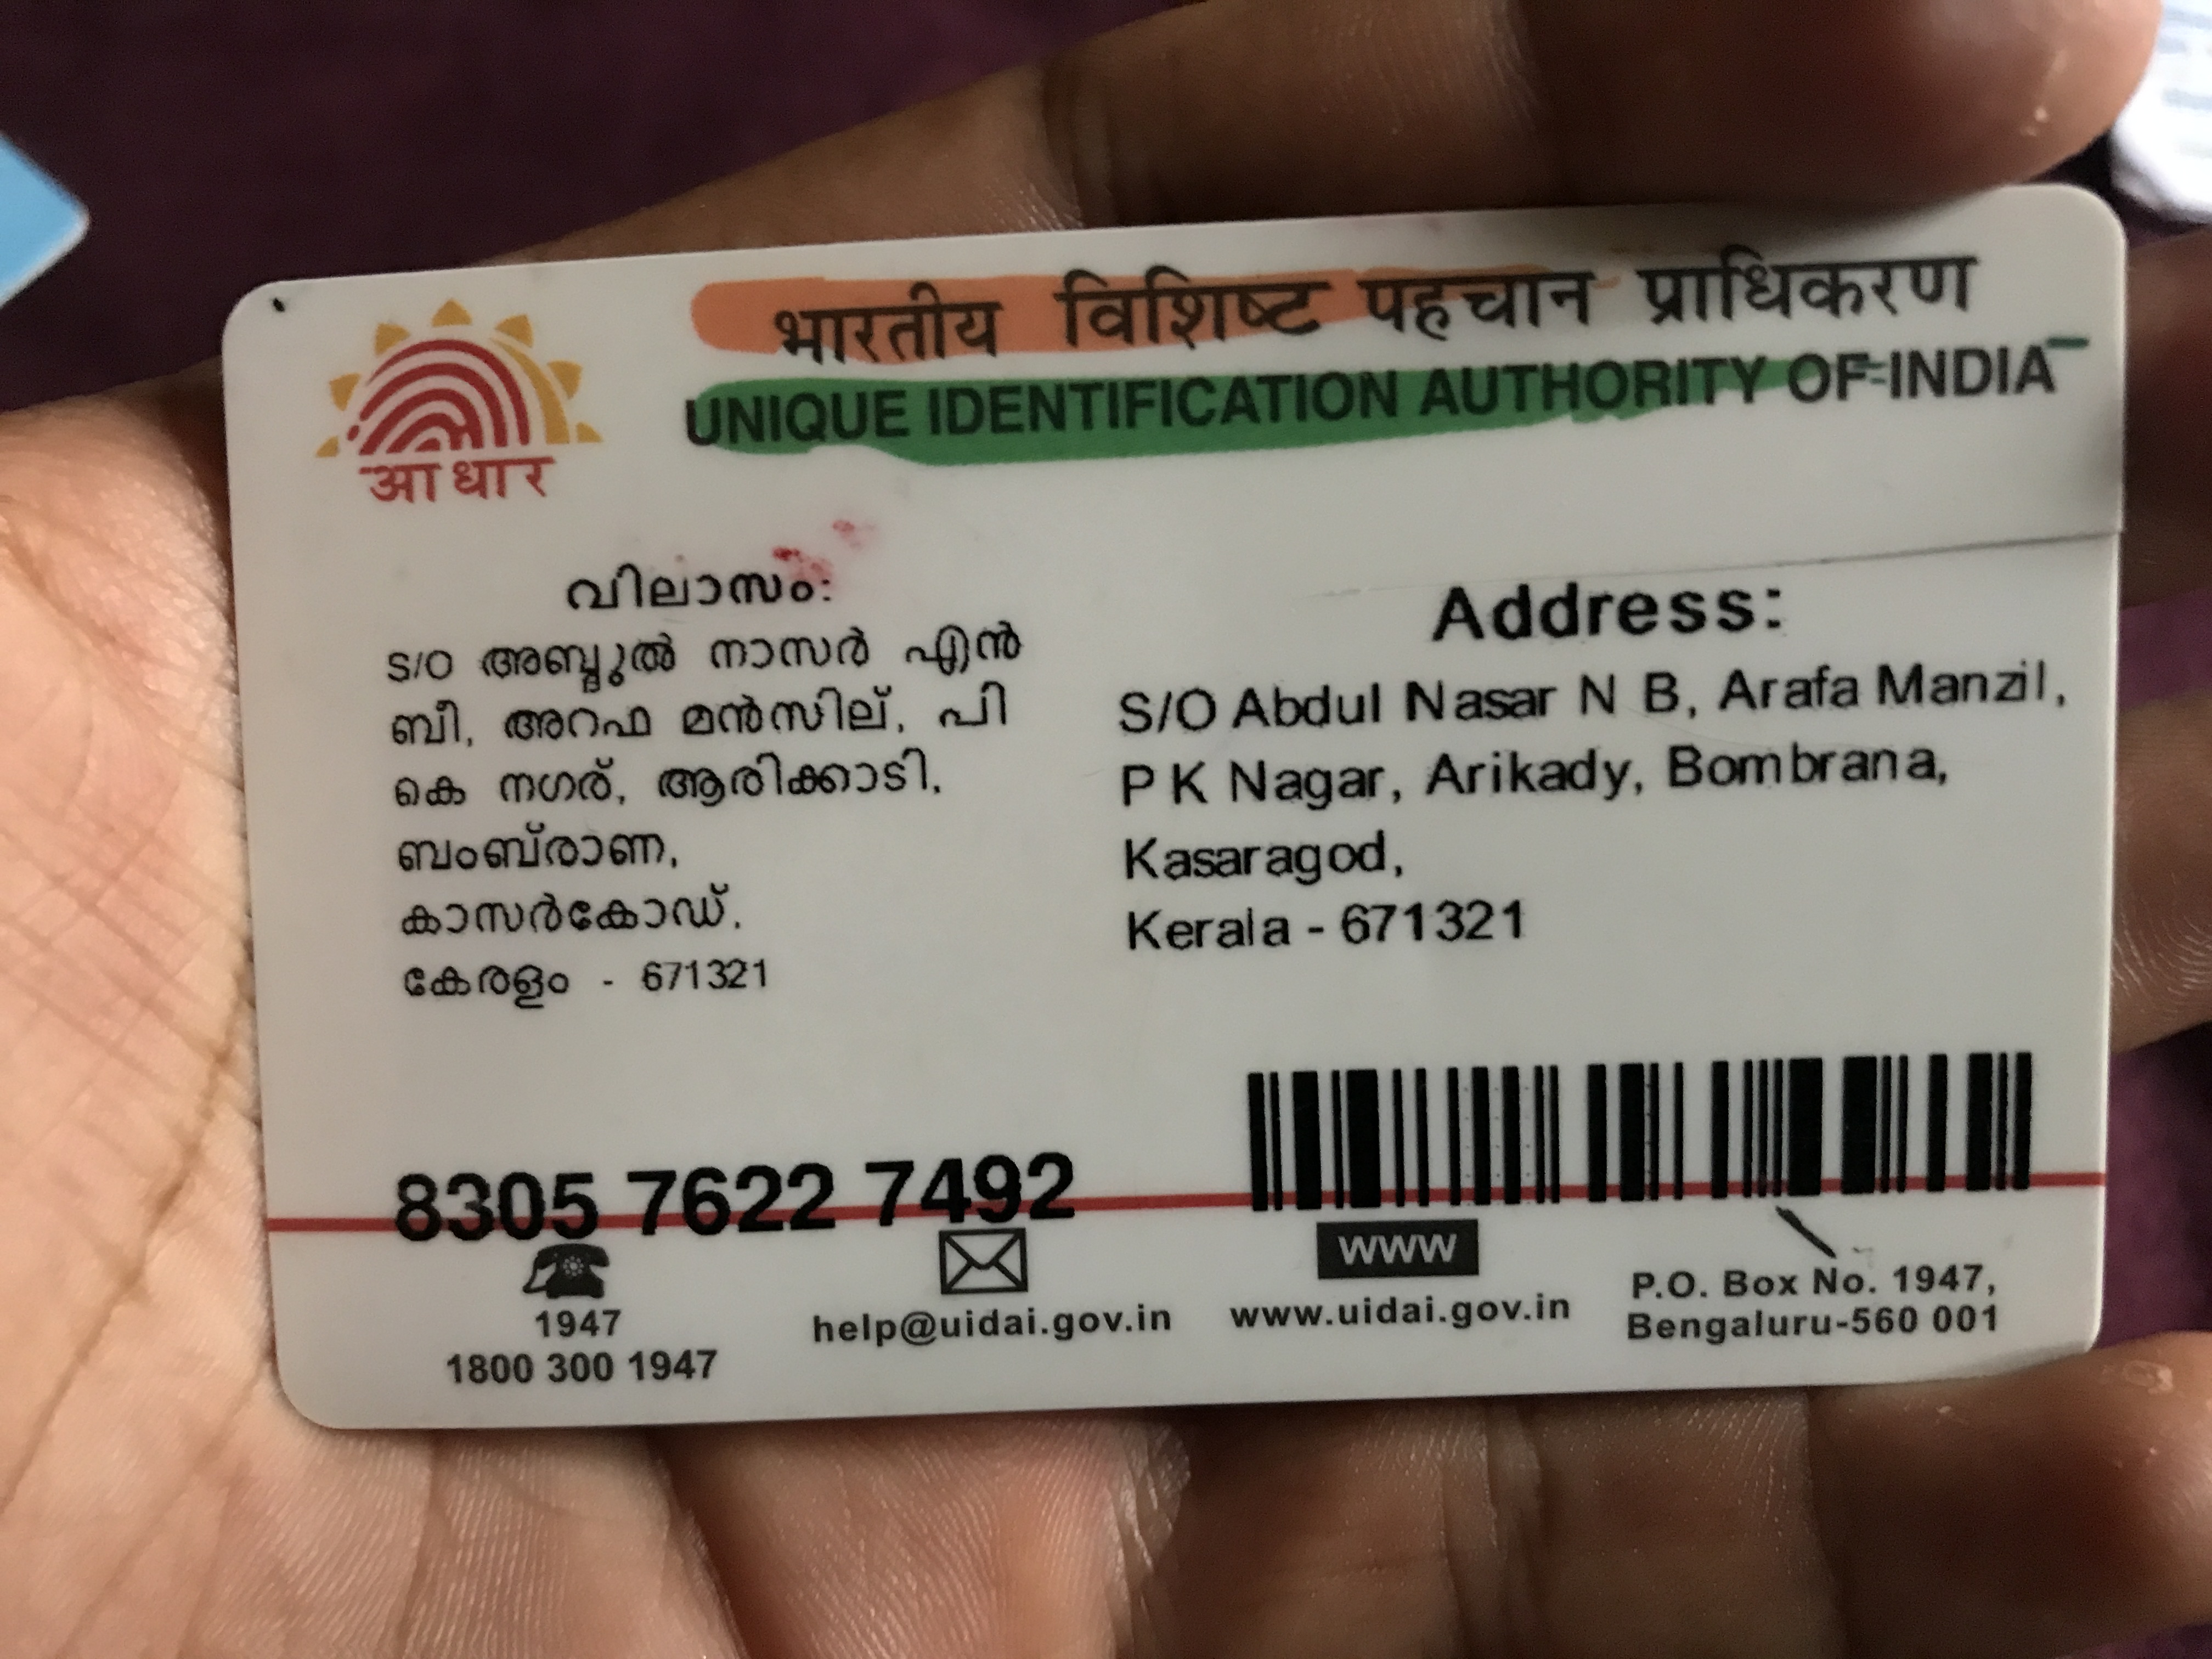 आधार
भारतीय विशिष्ट पहचान प्राधिकरण
UNIQUE IDENTIFICATION AUTHORITY OF INDIA
വിലാസം:
S/O അബ്ദുൽ നാസർ എൻ
ബീ, അറഫ മൻസില്, പി
കെ നഗര്, ആരിക്കാടി,
ബംബ്രാണ,
കാസർകോഡ്,
കേരളം - 671321
Address:
S/O Abdul Nasar N B, Arafa Manzil,
P K Nagar, Arikady, Bombrana,
Kasaragod,
Kerala - 671321
8305 7622 7492
1947
1800 300 1947
help@uidai.gov.in
WWW
www.uidai.gov.in
P.O. Box No. 1947,
Bengaluru-560 001